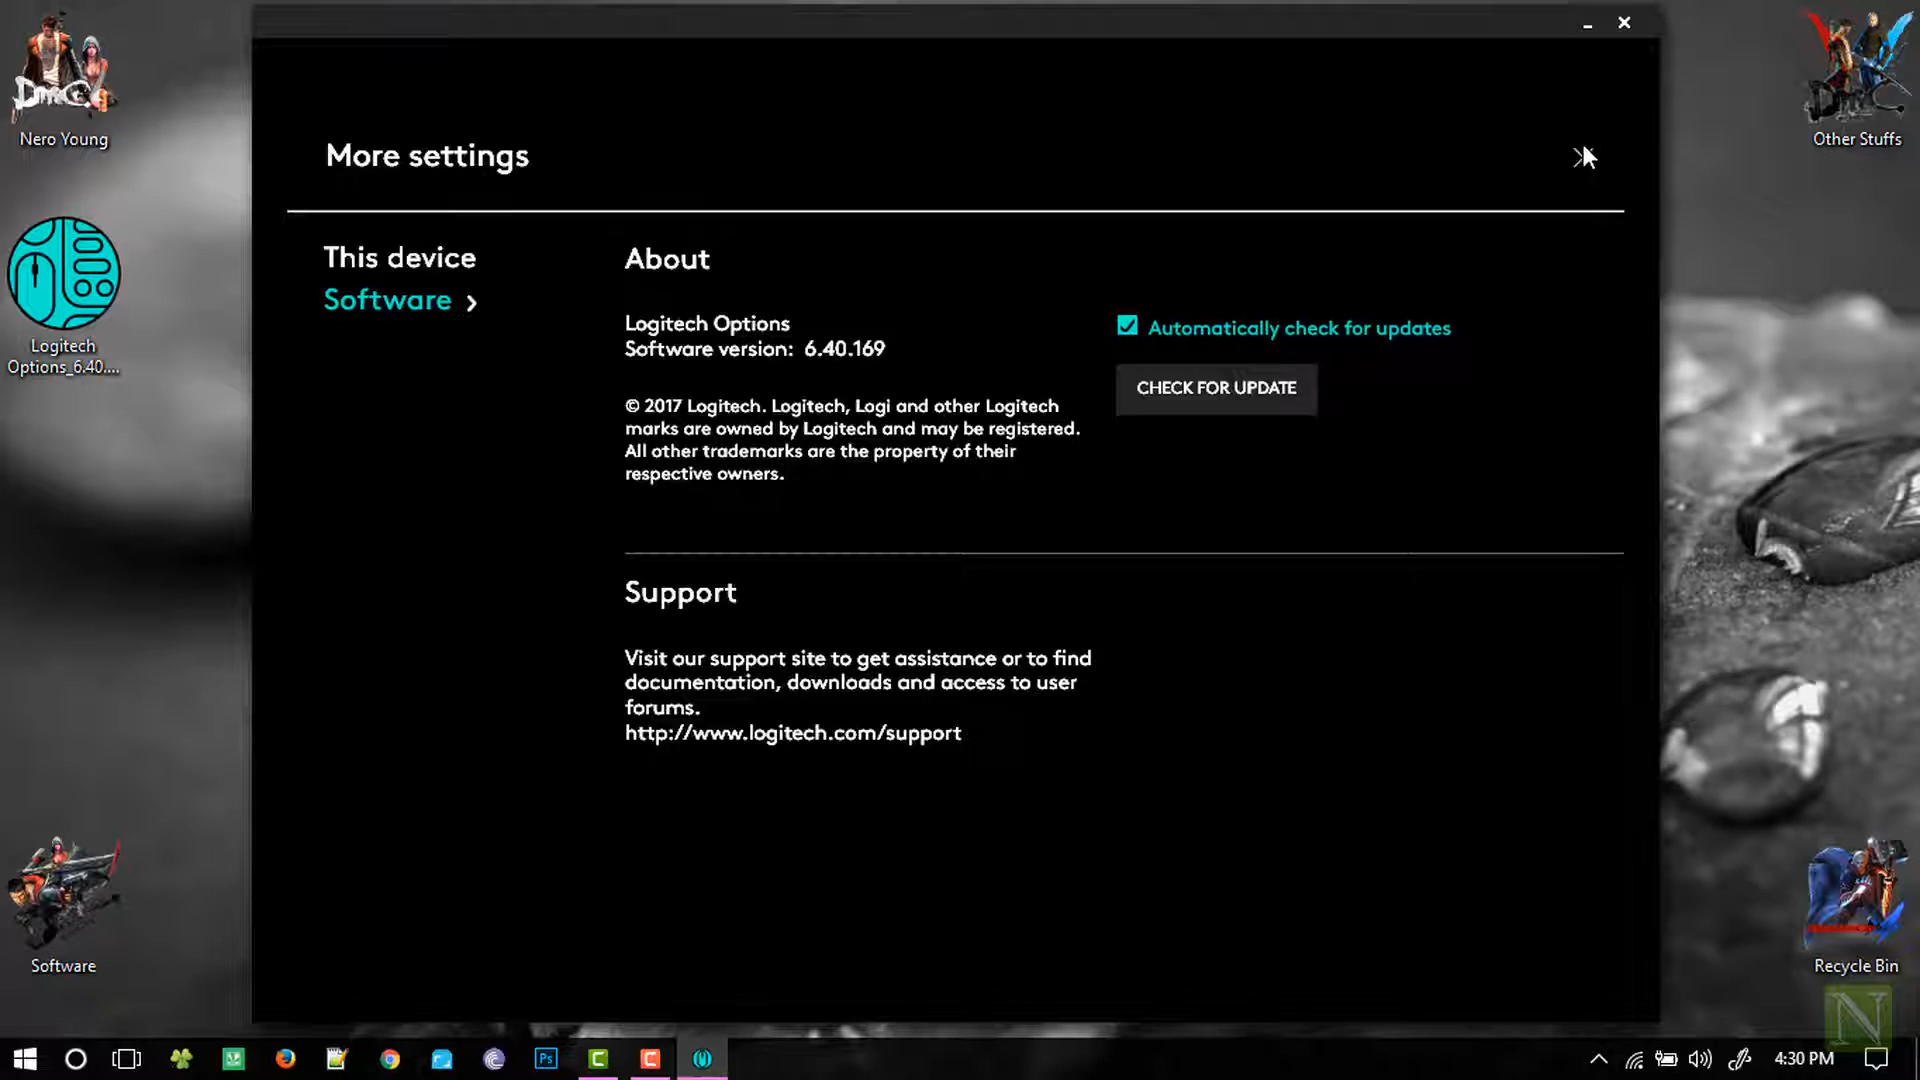 Nero Young
Logitech
Options_6.40....
Software
More settings
This device
Software
About
Logitech Options
Software version: 6.40.169
© 2017 Logitech. Logitech, Logi and other Logitech
marks are owned by Logitech and may be registered.
All other trademarks are the property of their
respective owners.
Automatically check for updates
CHECK FOR UPDATE
Support
Visit our support site to get assistance or to find
documentation, downloads and access to user
forums.
http://www.logitech.com/support
Other Stuffs
Recycle Bin
N
Ps
4:30 PM